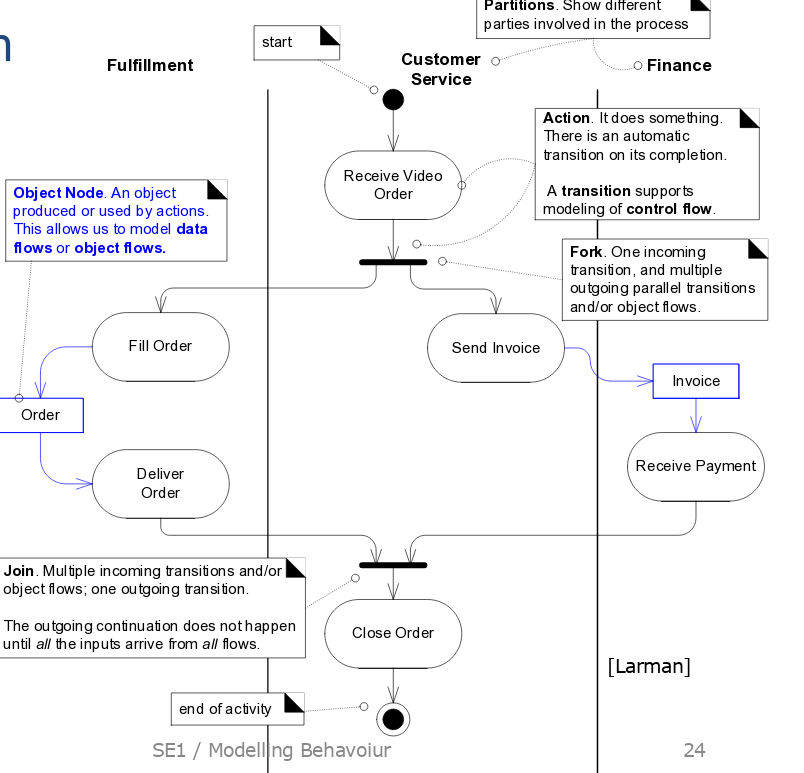 n
Partitions. Show different
parties involved in the process
start
Fulfillment
Customer
Service
Finance
Action. It does something.
There is an automatic
transition on its completion.
A transition supports
modeling of control flow.
Receive Video
Order
Object Node. An object
produced or used by actions.
This allows us to model data
flows or object flows.
Fork. One incoming
transition, and multiple
outgoing parallel transitions
and/or object flows.
Fill Order
Send Invoice
Invoice
Order
Deliver
Order
Receive Payment
Join. Multiple incoming transitions and/or
object flows; one outgoing transition.
The outgoing continuation does not happen
until all the inputs arrive from all flows.
Close Order
[Larman]
end of activity
SE1 / Modelling Behavoiur
24